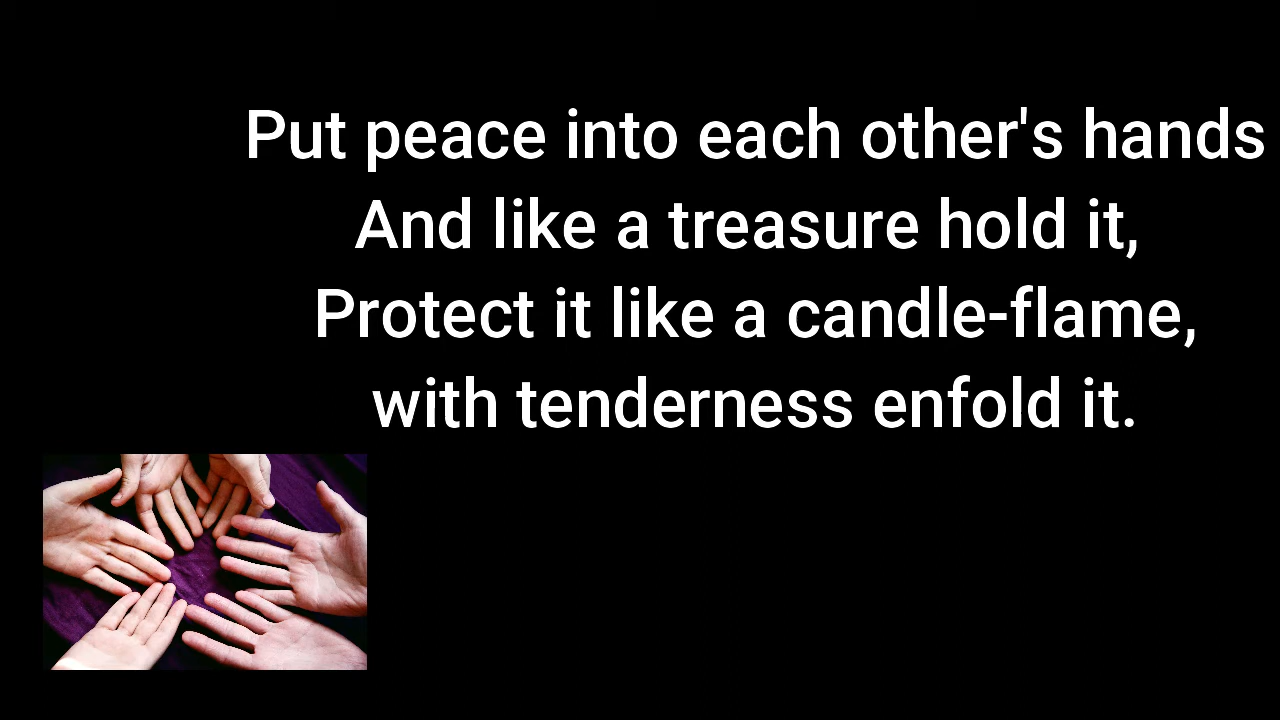 Put peace into each other's hands
And like a treasure hold it,
Protect it like a candle-flame,
with tenderness enfold it.